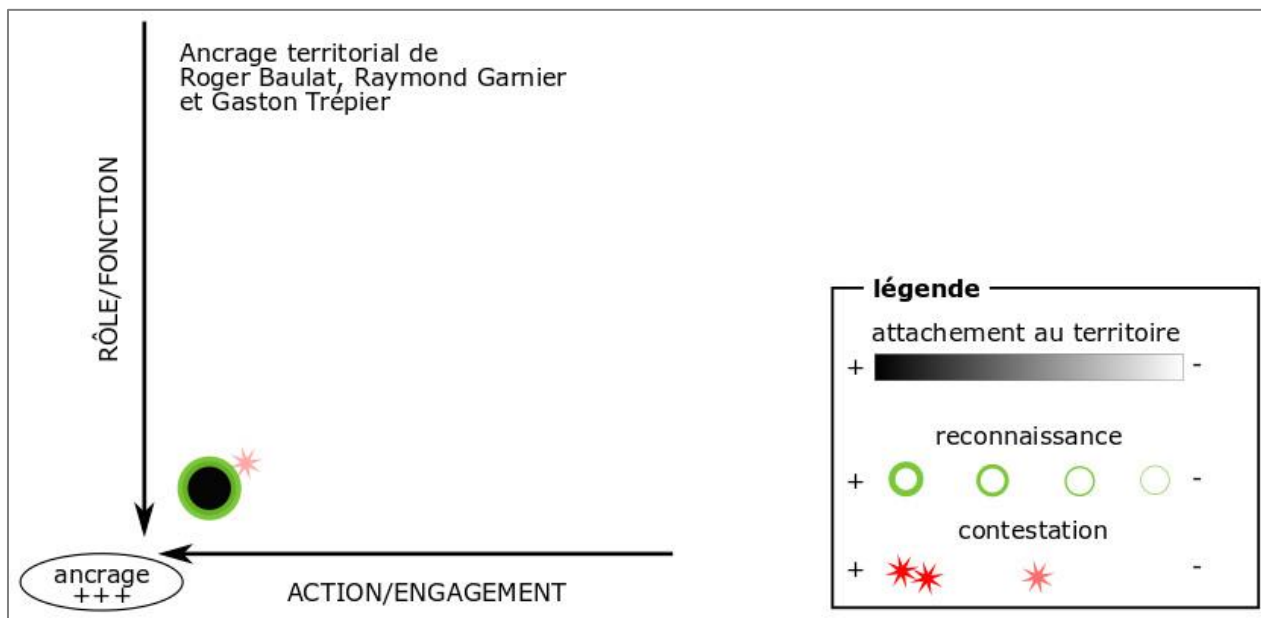 Ancrage territorial de
Roger Baulat, Raymond Garnier
et Gaston Trépier
RÔLE/FONCTION
ancrage
+++
ACTION/ENGAGEMENT
légende
attachement au territoire
+ -
reconnaissance
+ -
contestation
+ -